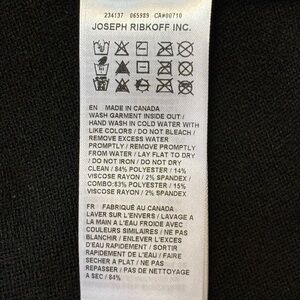 234137 065989 CA#00710
JOSEPH RIBKOFF INC.
EN MADE IN CANADA
WASH GARMENT INSIDE OUT /
HAND WASH IN COLD WATER WITH
LIKE COLORS / DO NOT BLEACH /
REMOVE EXCESS WATER
PROMPTLY / REMOVE PROMPTLY
FROM WATER / LAY FLAT TO DRY
/ DO NOT IRON / DO NOT DRY
CLEAN / 84% POLYESTER / 14%
VISCOSE RAYON / 2% SPANDEX
COMBO:83% POLYESTER / 15%
VISCOSE RAYON / 2% SPANDEX
FR FABRIQUÉ AU CANADA
LAVER SUR L'ENVERS / LAVAGE A
LA MAIN A L'EAU FROIDE AVEC
COULEURS SIMILAIRES / NE PAS
BLANCHIR / ENLEVER L'EXCES
D'EAU RAPIDEMENT / SORTIR
RAPIDEMENT DE L'EAU / FAIRE
SECHER A PLAT / NE PAS
REPASSER / PAS DE NETTOYAGE
A SEC / 84%